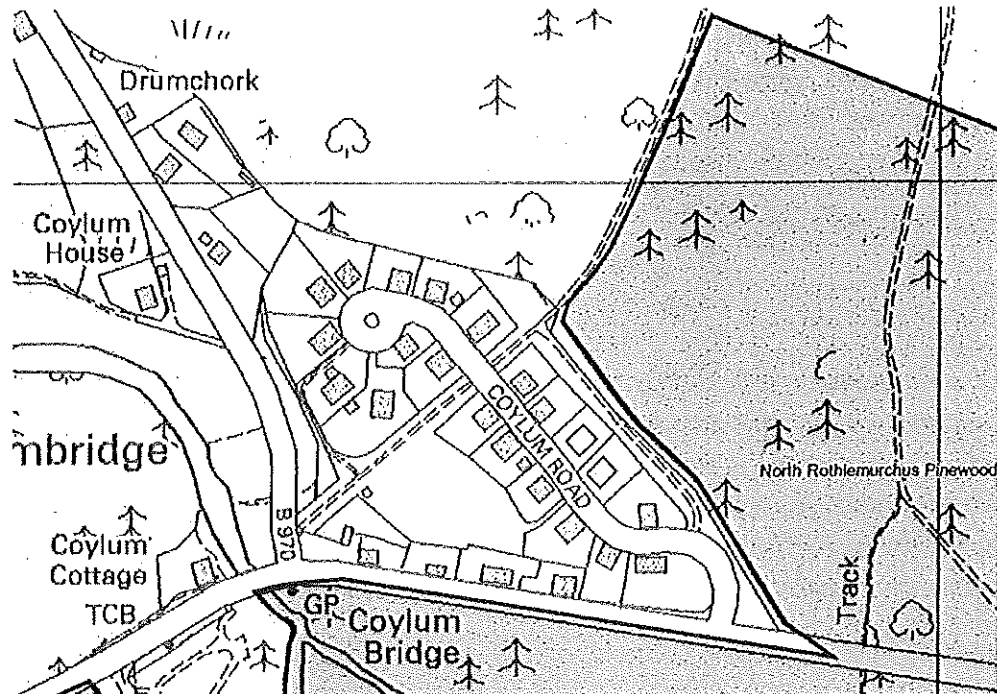 Drumchork
Coylum
House
mbridge
COYLUM ROAD
North Rothiemurchus Pinewood
B 970
Coylum
Cottage
TCB
GP
Coylum
Bridge
Track